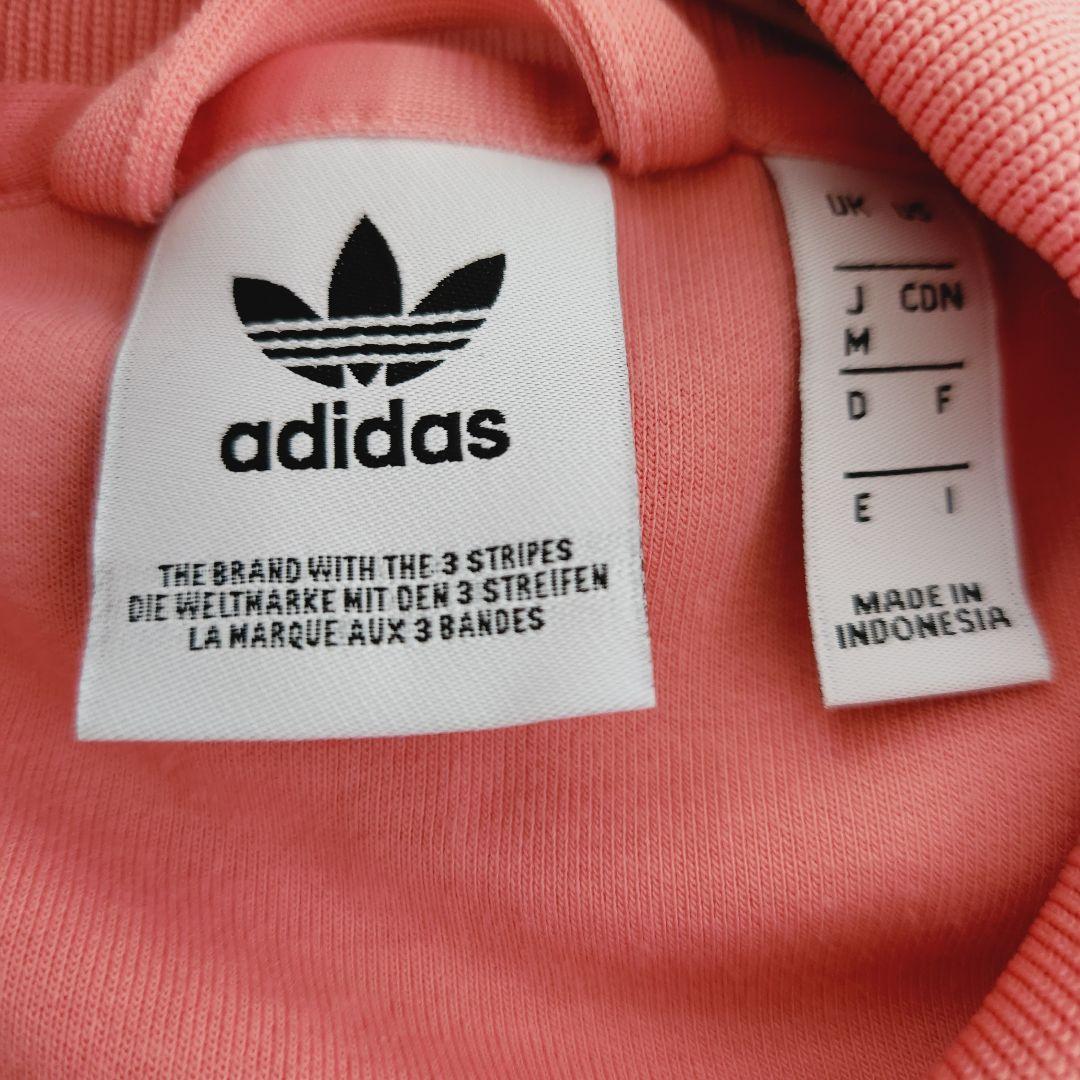 adidas
THE BRAND WITH THE 3 STRIPES
DIE WELTMARKE MIT DEN 3 STREIFEN
LA MARQUE AUX 3 BANDES
UK US
J CDN
M
D F
E I
MADE IN
INDONESIA